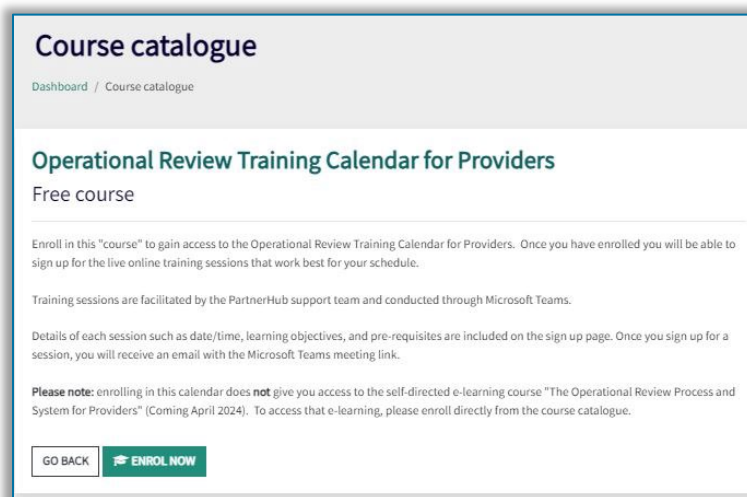 Course catalogue
Dashboard / Course catalogue
Operational Review Training Calendar for Providers
Free course
Enroll in this "course" to gain access to the Operational Review Training Calendar for Providers. Once you have enrolled you will be able to
sign up for the live online training sessions that work best for your schedule.
Training sessions are facilitated by the PartnerHub support team and conducted through Microsoft Teams.
Details of each session such as date/time, learning objectives, and pre-requisites are included on the sign up page. Once you sign up for a
session, you will receive an email with the Microsoft Teams meeting link.
Please note: enrolling in this calendar does not give you access to the self-directed e-learning course "The Operational Review Process and
System for Providers" (Coming April 2024). To access that e-learning, please enroll directly from the course catalogue.
GO BACK ENROL NOW